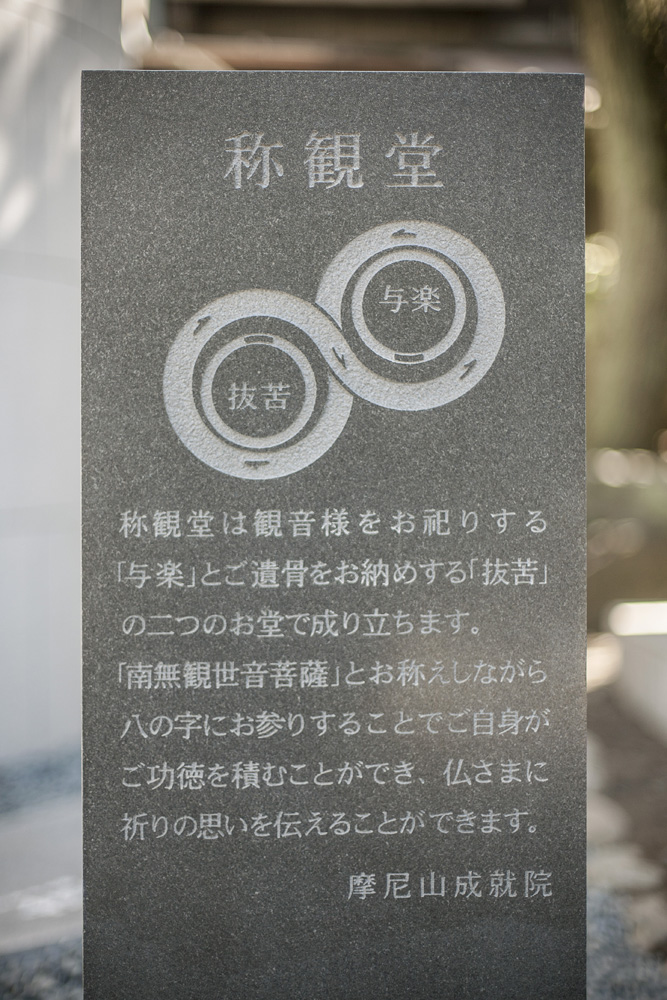 称観堂
与楽
抜苦
称観堂は観音様をお祀りする
「与楽」とご遺骨をお納めする「抜苦」
の二つのお堂で成り立ちます。
「南無観世音菩薩」とお称えしながら
八の字にお参りすることでご自身が
ご功徳を積むことができ、仏さまに
祈りの思いを伝えることができます。
摩尼山成就院